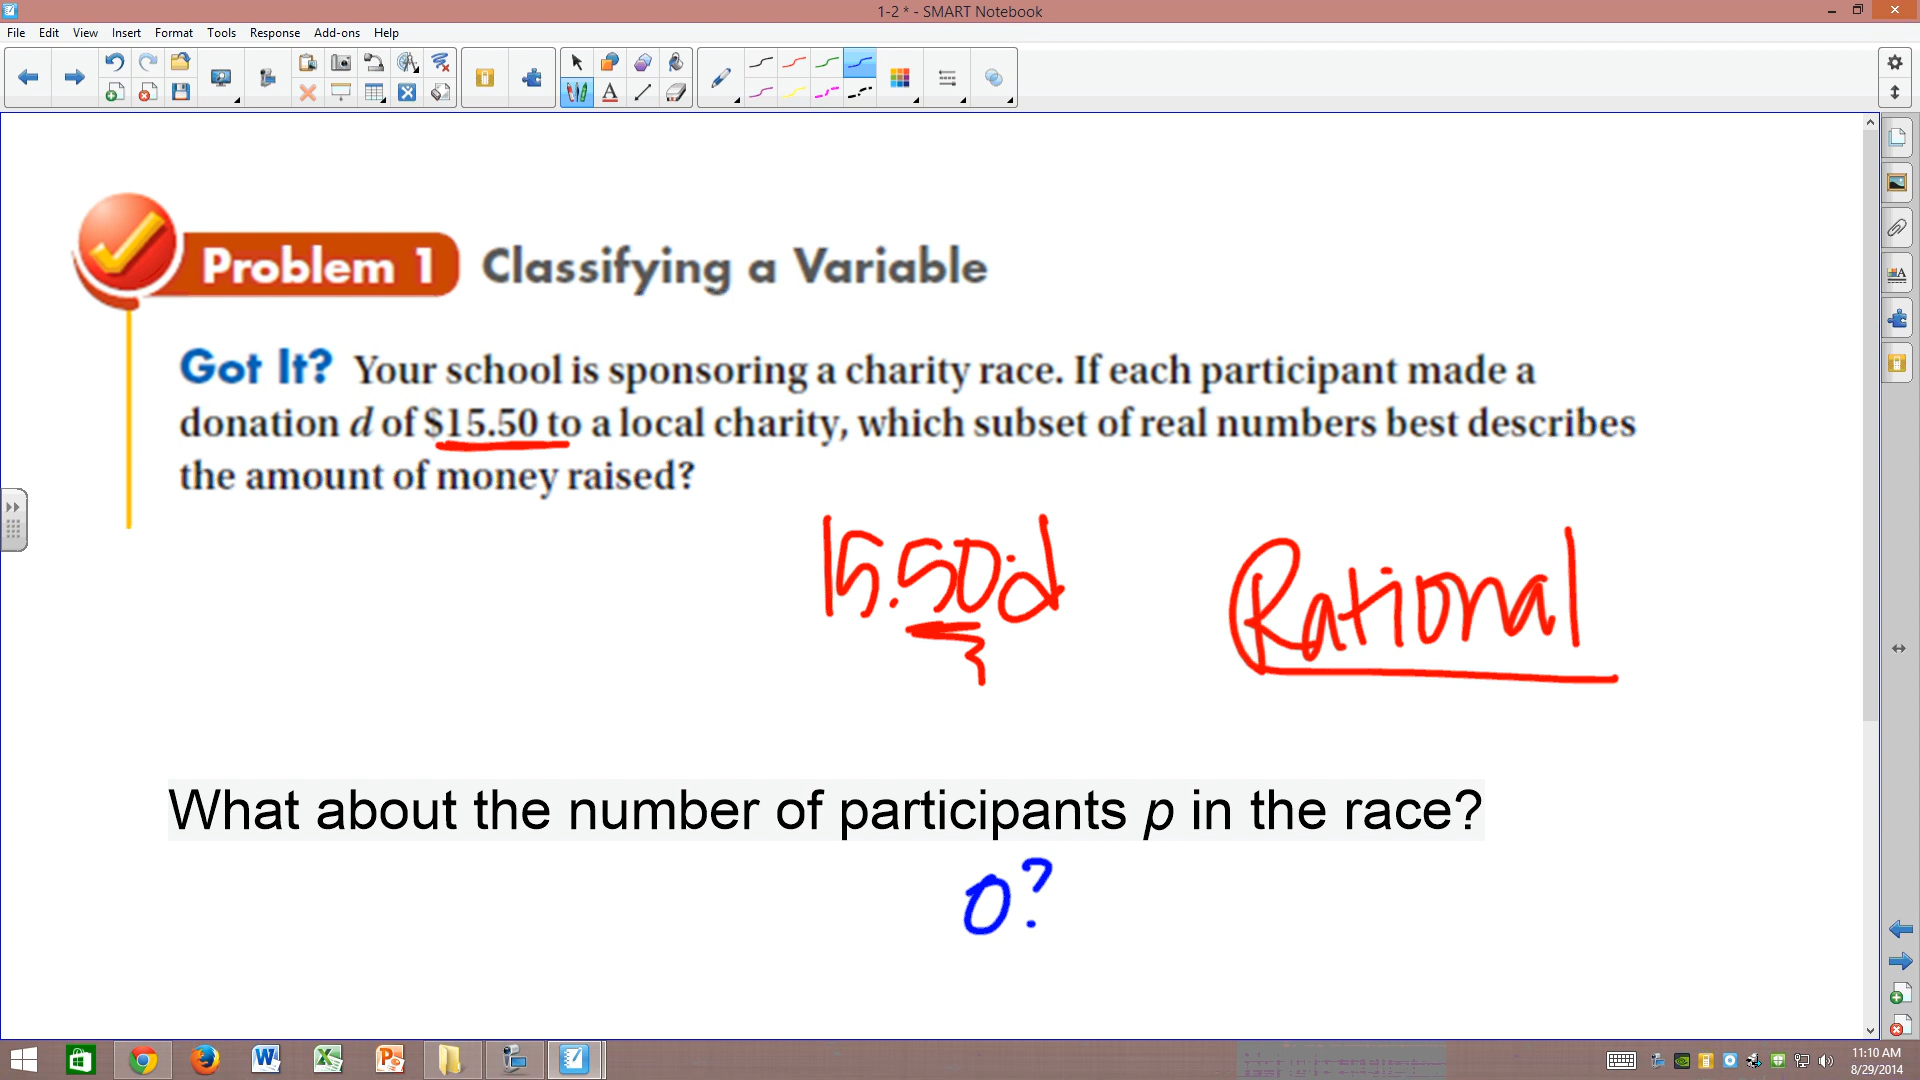 1-2 * - SMART Notebook
File Edit View Insert Format Tools Response Add-ons Help
Problem 1 Classifying a Variable
Got It? Your school is sponsoring a charity race. If each participant made a
donation d of $15.50 to a local charity, which subset of real numbers best describes
the amount of money raised?
15.50d
Rational
What about the number of participants p in the race?
0?
11:10 AM
8/29/2014